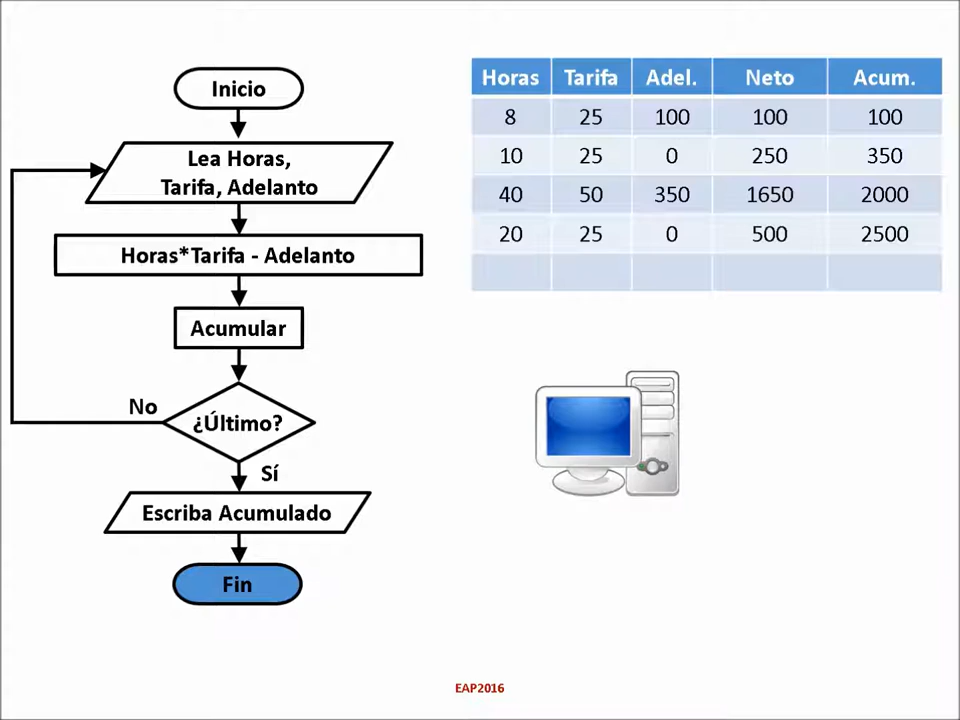 Inicio
Lea Horas,
Tarifa, Adelanto
Horas*Tarifa - Adelanto
Acumular
No
¿Último?
Sí
Escriba Acumulado
Fin
Horas Tarifa Adel. Neto Acum.
8 25 100 100 100
10 25 0 250 350
40 50 350 1650 2000
20 25 0 500 2500
EAP2016